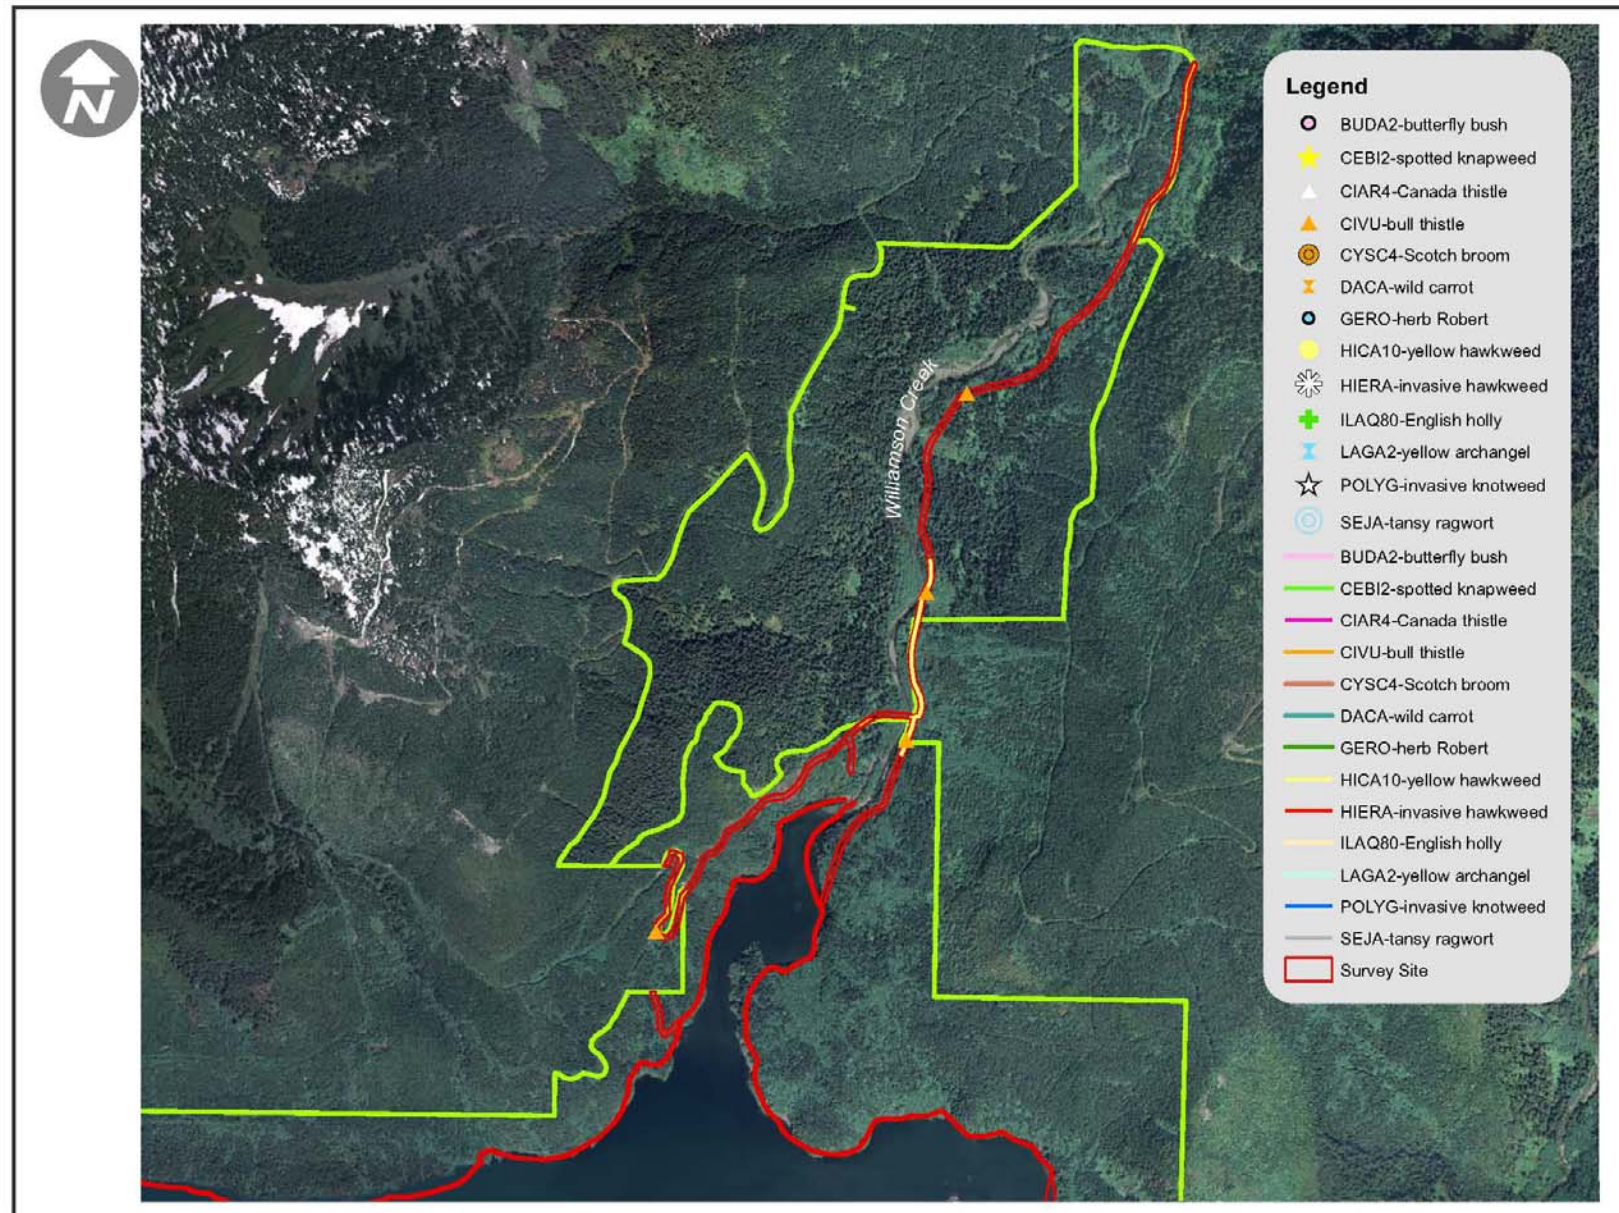 N
Williamson Creek
Legend
BUDA2-butterfly bush
CEBI2-spotted knapweed
CIAR4-Canada thistle
CIVU-bull thistle
CYSC4-Scotch broom
DACA-wild carrot
GERO-herb Robert
HICA10-yellow hawkweed
HIERA-invasive hawkweed
ILAQ80-English holly
LAGA2-yellow archangel
POLYG-invasive knotweed
SEJA-tansy ragwort
BUDA2-butterfly bush
CEBI2-spotted knapweed
CIAR4-Canada thistle
CIVU-bull thistle
CYSC4-Scotch broom
DACA-wild carrot
GERO-herb Robert
HICA10-yellow hawkweed
HIERA-invasive hawkweed
ILAQ80-English holly
LAGA2-yellow archangel
POLYG-invasive knotweed
SEJA-tansy ragwort
Survey Site